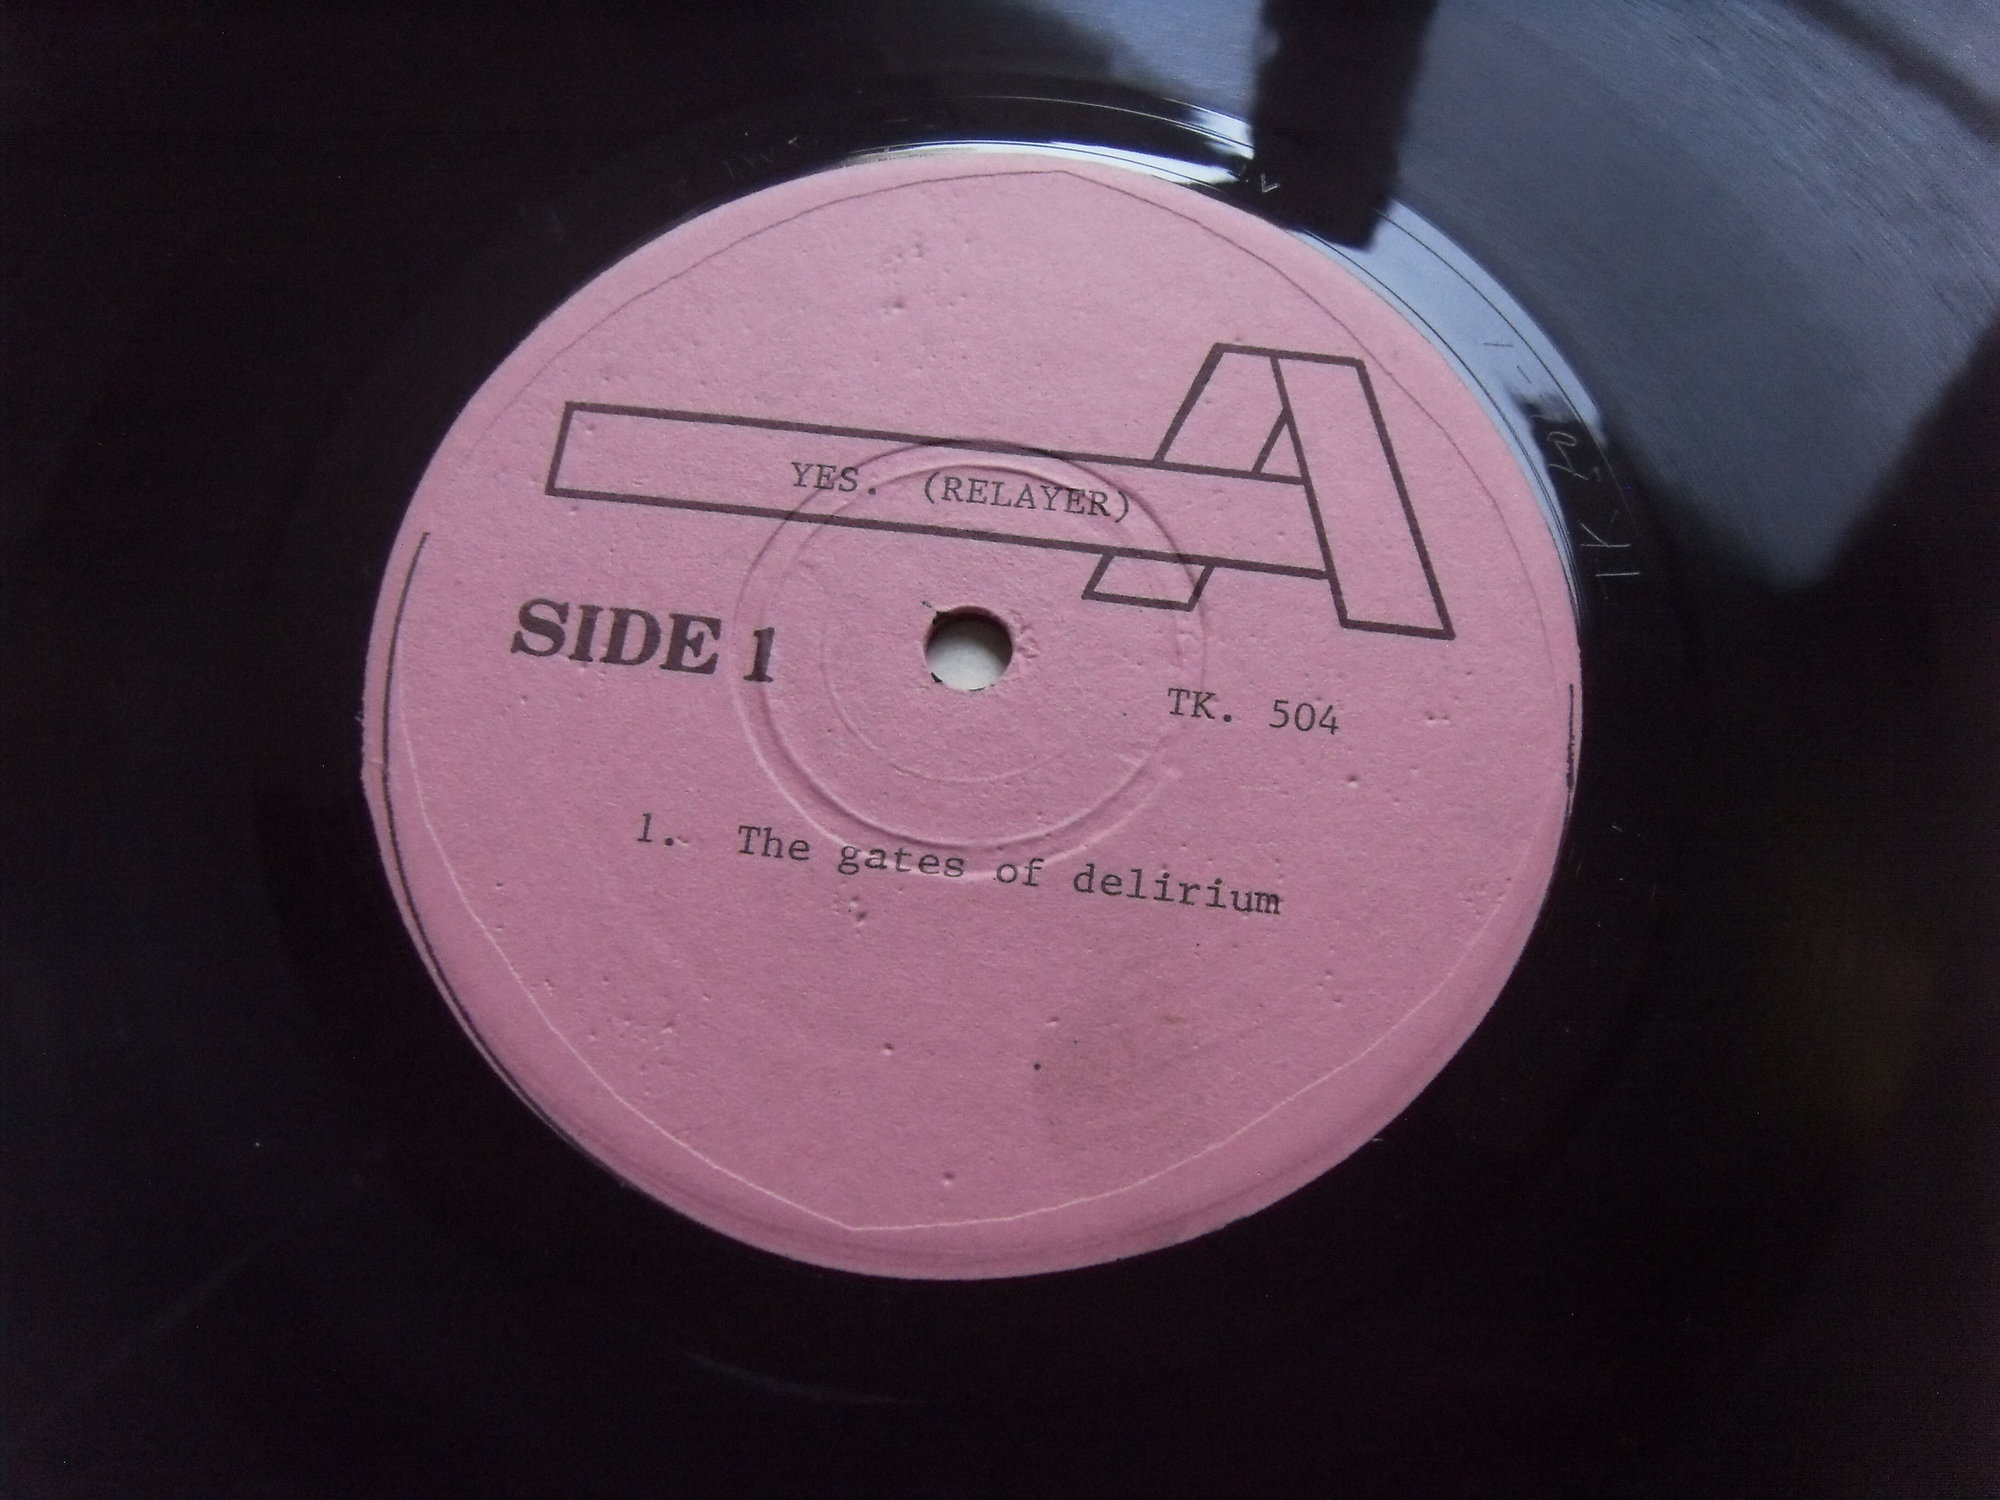 YES. (RELAYER)
SIDE 1
TK. 504
1. The gates of delirium